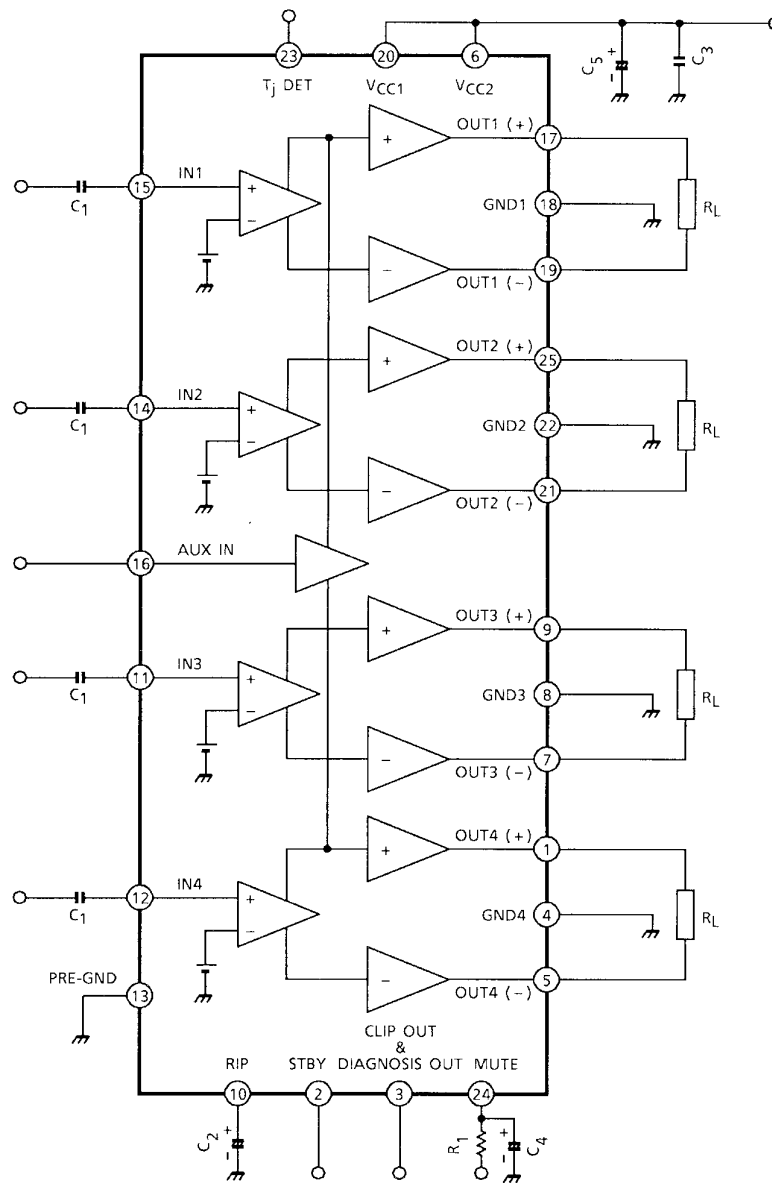 23 20 6
Tj DET VCC1 VCC2 C5 + - C3
OUT1 (+) 17
C1 15 IN1 + - +
GND1 18 RL
- OUT1 (-) 19
OUT2 (+) 25
C1 14 IN2 + - +
GND2 22 RL
- OUT2 (-) 21
16 AUX IN
OUT3 (+) 9
C1 11 IN3 + - +
GND3 8 RL
- OUT3 (-) 7
OUT4 (+) 1
C1 12 IN4 + - +
GND4 4 RL
- OUT4 (-) 5
PRE-GND 13
CLIP OUT
&
RIP STBY DIAGNOSIS OUT MUTE
10 2 3 24
C2 + - R1 + - C4